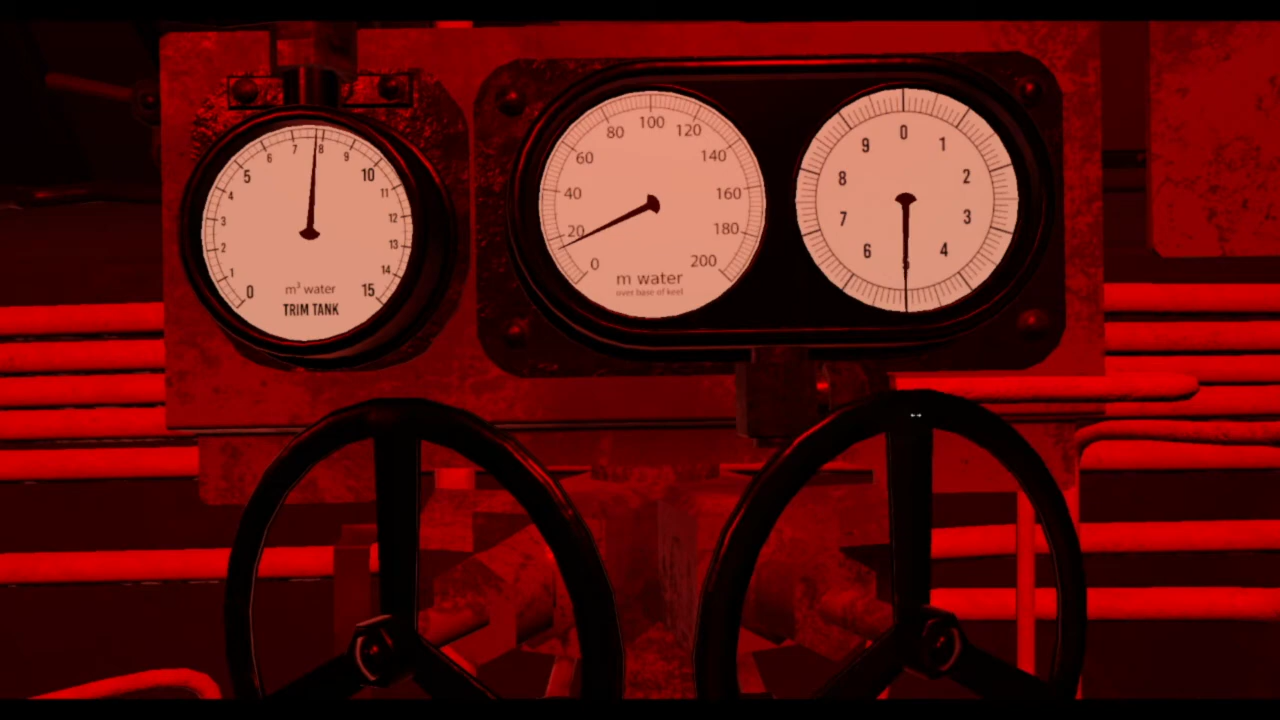 0 1 2 3 4 5 6 7 8 9 10 11 12 13 14 15
m³ water
TRIM TANK
0 20 40 60 80 100 120 140 160 180 200
m water
over base of keel
0 1 2 3 4 6 7 8 9